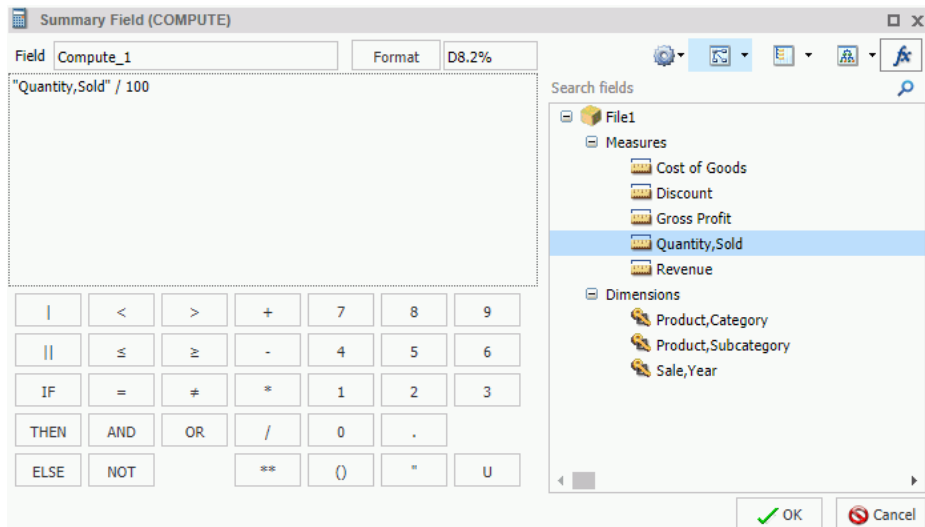 Summary Field (COMPUTE)
Field Compute_1 Format D8.2% fx
"Quantity,Sold" / 100
Search fields
File1
Measures
Cost of Goods
Discount
Gross Profit
Quantity,Sold
Revenue
Dimensions
Product,Category
Product,Subcategory
Sale,Year
| < > + 7 8 9
|| ≤ ≥ - 4 5 6
IF = ≠ * 1 2 3
THEN AND OR / 0 .
ELSE NOT ** () " U
OK Cancel